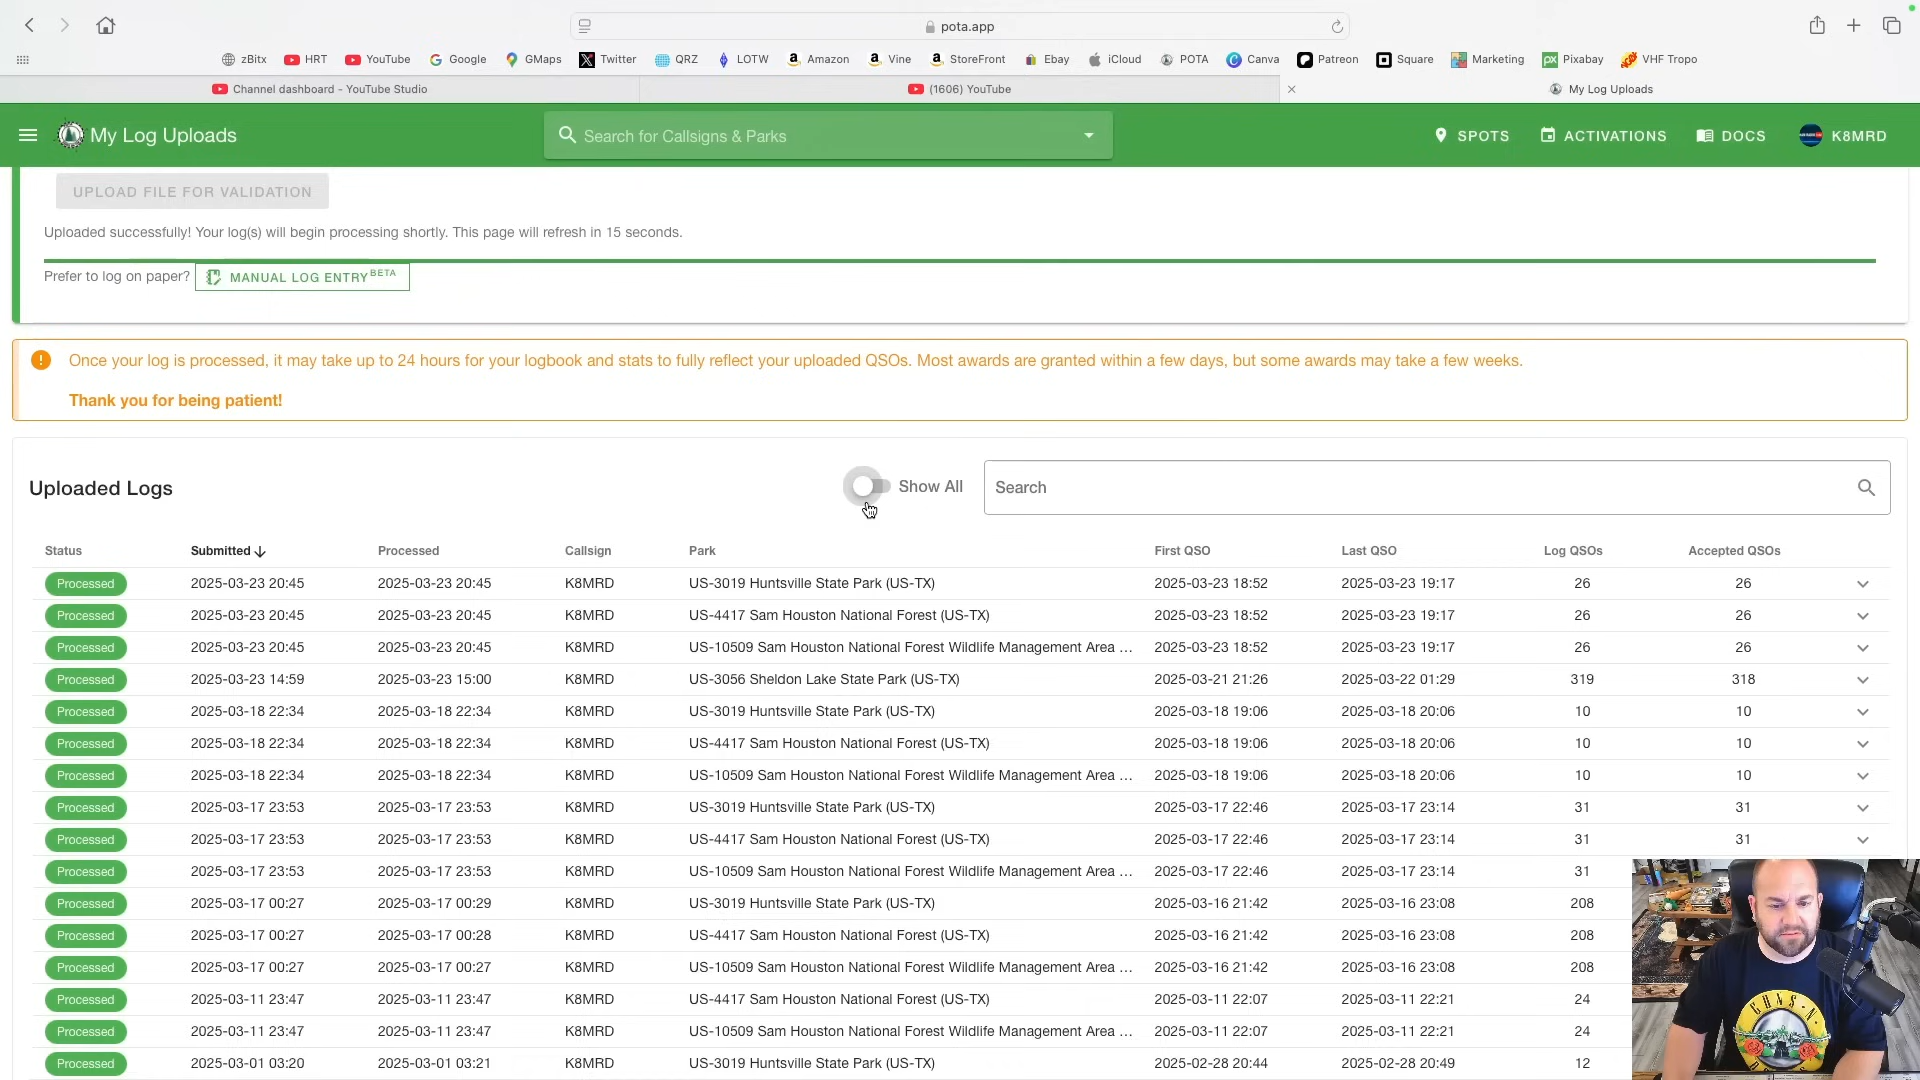 pota.app
zBitx HRT YouTube Google GMaps Twitter QRZ LOTW Amazon Vine StoreFront Ebay iCloud POTA Canva Patreon Square Marketing Pixabay VHF Tropo
Channel dashboard - YouTube Studio (1606) YouTube My Log Uploads
My Log Uploads Search for Callsigns & Parks SPOTS ACTIVATIONS DOCS K8MRD
UPLOAD FILE FOR VALIDATION
Uploaded successfully! Your log(s) will begin processing shortly. This page will refresh in 15 seconds.
Prefer to log on paper? MANUAL LOG ENTRY BETA
Once your log is processed, it may take up to 24 hours for your logbook and stats to fully reflect your uploaded QSOs. Most awards are granted within a few days, but some awards may take a few weeks.
Thank you for being patient!
Uploaded Logs Show All Search
Status Submitted Processed Callsign Park First QSO Last QSO Log QSOs Accepted QSOs
Processed 2025-03-23 20:45 2025-03-23 20:45 K8MRD US-3019 Huntsville State Park (US-TX) 2025-03-23 18:52 2025-03-23 19:17 26 26
Processed 2025-03-23 20:45 2025-03-23 20:45 K8MRD US-4417 Sam Houston National Forest (US-TX) 2025-03-23 18:52 2025-03-23 19:17 26 26
Processed 2025-03-23 20:45 2025-03-23 20:45 K8MRD US-10509 Sam Houston National Forest Wildlife Management Area ... 2025-03-23 18:52 2025-03-23 19:17 26 26
Processed 2025-03-23 14:59 2025-03-23 15:00 K8MRD US-3056 Sheldon Lake State Park (US-TX) 2025-03-21 21:26 2025-03-22 01:29 319 318
Processed 2025-03-18 22:34 2025-03-18 22:34 K8MRD US-3019 Huntsville State Park (US-TX) 2025-03-18 19:06 2025-03-18 20:06 10 10
Processed 2025-03-18 22:34 2025-03-18 22:34 K8MRD US-4417 Sam Houston National Forest (US-TX) 2025-03-18 19:06 2025-03-18 20:06 10 10
Processed 2025-03-18 22:34 2025-03-18 22:34 K8MRD US-10509 Sam Houston National Forest Wildlife Management Area ... 2025-03-18 19:06 2025-03-18 20:06 10 10
Processed 2025-03-17 23:53 2025-03-17 23:53 K8MRD US-3019 Huntsville State Park (US-TX) 2025-03-17 22:46 2025-03-17 23:14 31 31
Processed 2025-03-17 23:53 2025-03-17 23:53 K8MRD US-4417 Sam Houston National Forest (US-TX) 2025-03-17 22:46 2025-03-17 23:14 31 31
Processed 2025-03-17 23:53 2025-03-17 23:53 K8MRD US-10509 Sam Houston National Forest Wildlife Management Area ... 2025-03-17 22:46 2025-03-17 23:14 31
Processed 2025-03-17 00:27 2025-03-17 00:29 K8MRD US-3019 Huntsville State Park (US-TX) 2025-03-16 21:42 2025-03-16 23:08 208
Processed 2025-03-17 00:27 2025-03-17 00:28 K8MRD US-4417 Sam Houston National Forest (US-TX) 2025-03-16 21:42 2025-03-16 23:08 208
Processed 2025-03-17 00:27 2025-03-17 00:27 K8MRD US-10509 Sam Houston National Forest Wildlife Management Area ... 2025-03-16 21:42 2025-03-16 23:08 208
Processed 2025-03-11 23:47 2025-03-11 23:47 K8MRD US-4417 Sam Houston National Forest (US-TX) 2025-03-11 22:07 2025-03-11 22:21 24
Processed 2025-03-11 23:47 2025-03-11 23:47 K8MRD US-10509 Sam Houston National Forest Wildlife Management Area ... 2025-03-11 22:07 2025-03-11 22:21 24
Processed 2025-03-01 03:20 2025-03-01 03:21 K8MRD US-3019 Huntsville State Park (US-TX) 2025-02-28 20:44 2025-02-28 20:49 12